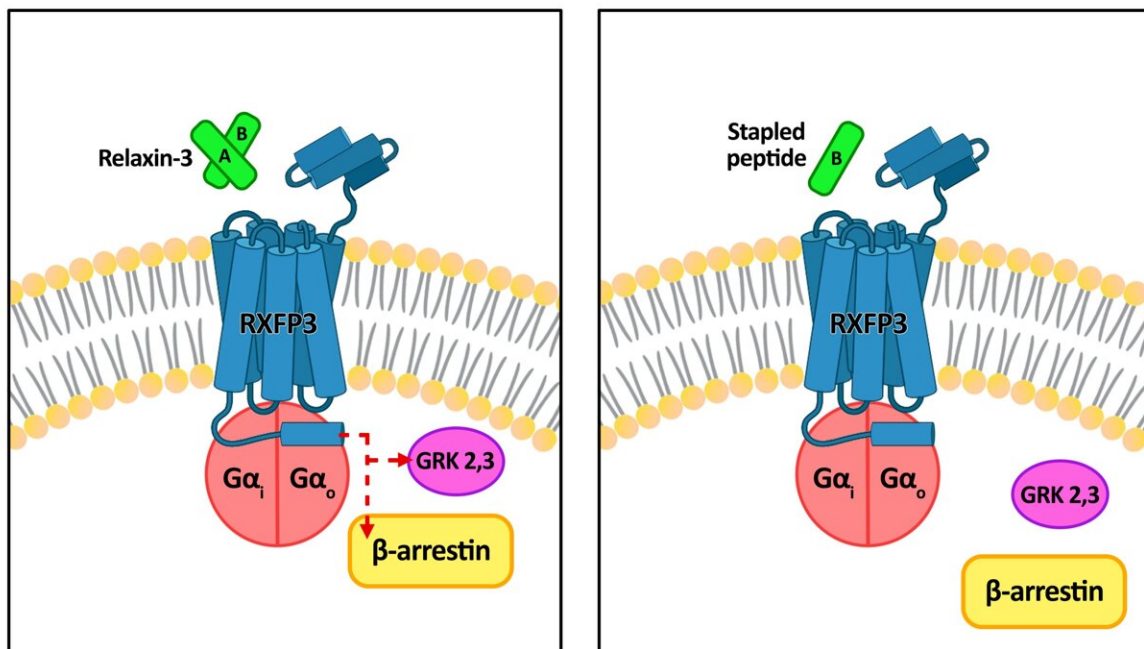 B
A
Relaxin-3
RXFP3
Gαᵢ
Gαₒ
GRK 2,3
β-arrestin
Stapled
peptide
B
RXFP3
Gαᵢ
Gαₒ
GRK 2,3
β-arrestin